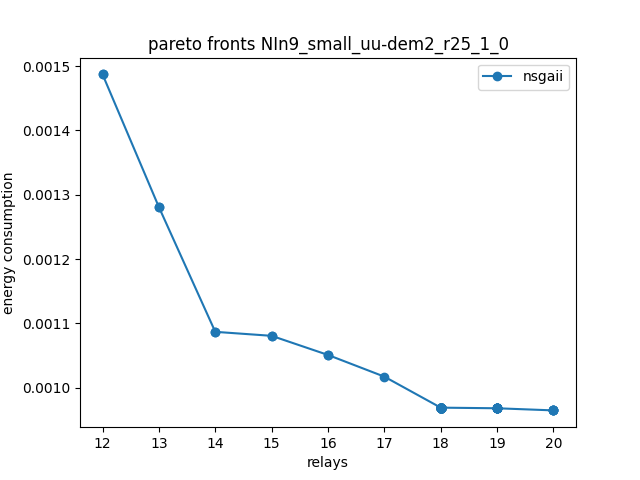 pareto fronts NIn9_small_uu-dem2_r25_1_0
nsgaii
energy consumption
0.0015
0.0014
0.0013
0.0012
0.0011
0.0010
12 13 14 15 16 17 18 19 20
relays